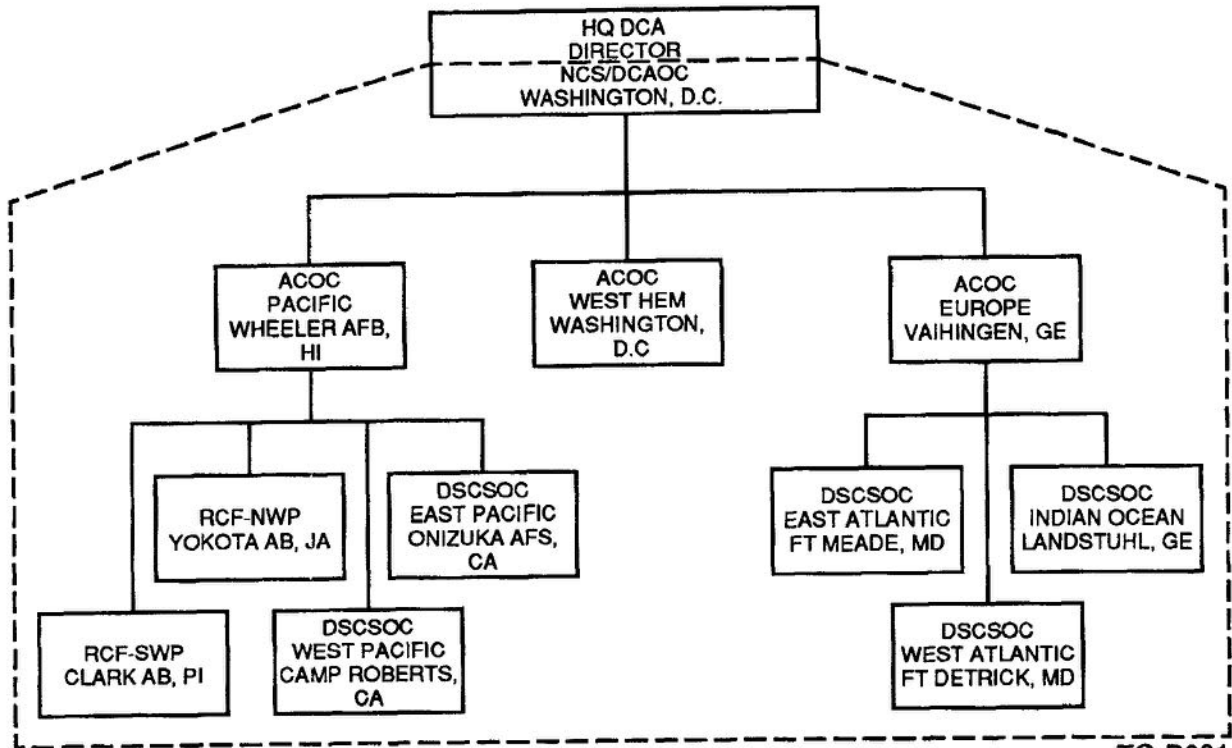 HQ DCA
DIRECTOR
NCS/DCAOC
WASHINGTON, D.C.
ACOC
PACIFIC
WHEELER AFB,
HI
ACOC
WEST HEM
WASHINGTON,
D.C
ACOC
EUROPE
VAIHINGEN, GE
RCF-NWP
YOKOTA AB, JA
DSCSOC
EAST PACIFIC
ONIZUKA AFS,
CA
DSCSOC
EAST ATLANTIC
FT MEADE, MD
DSCSOC
INDIAN OCEAN
LANDSTUHL, GE
RCF-SWP
CLARK AB, PI
DSCSOC
WEST PACIFIC
CAMP ROBERTS,
CA
DSCSOC
WEST ATLANTIC
FT DETRICK, MD